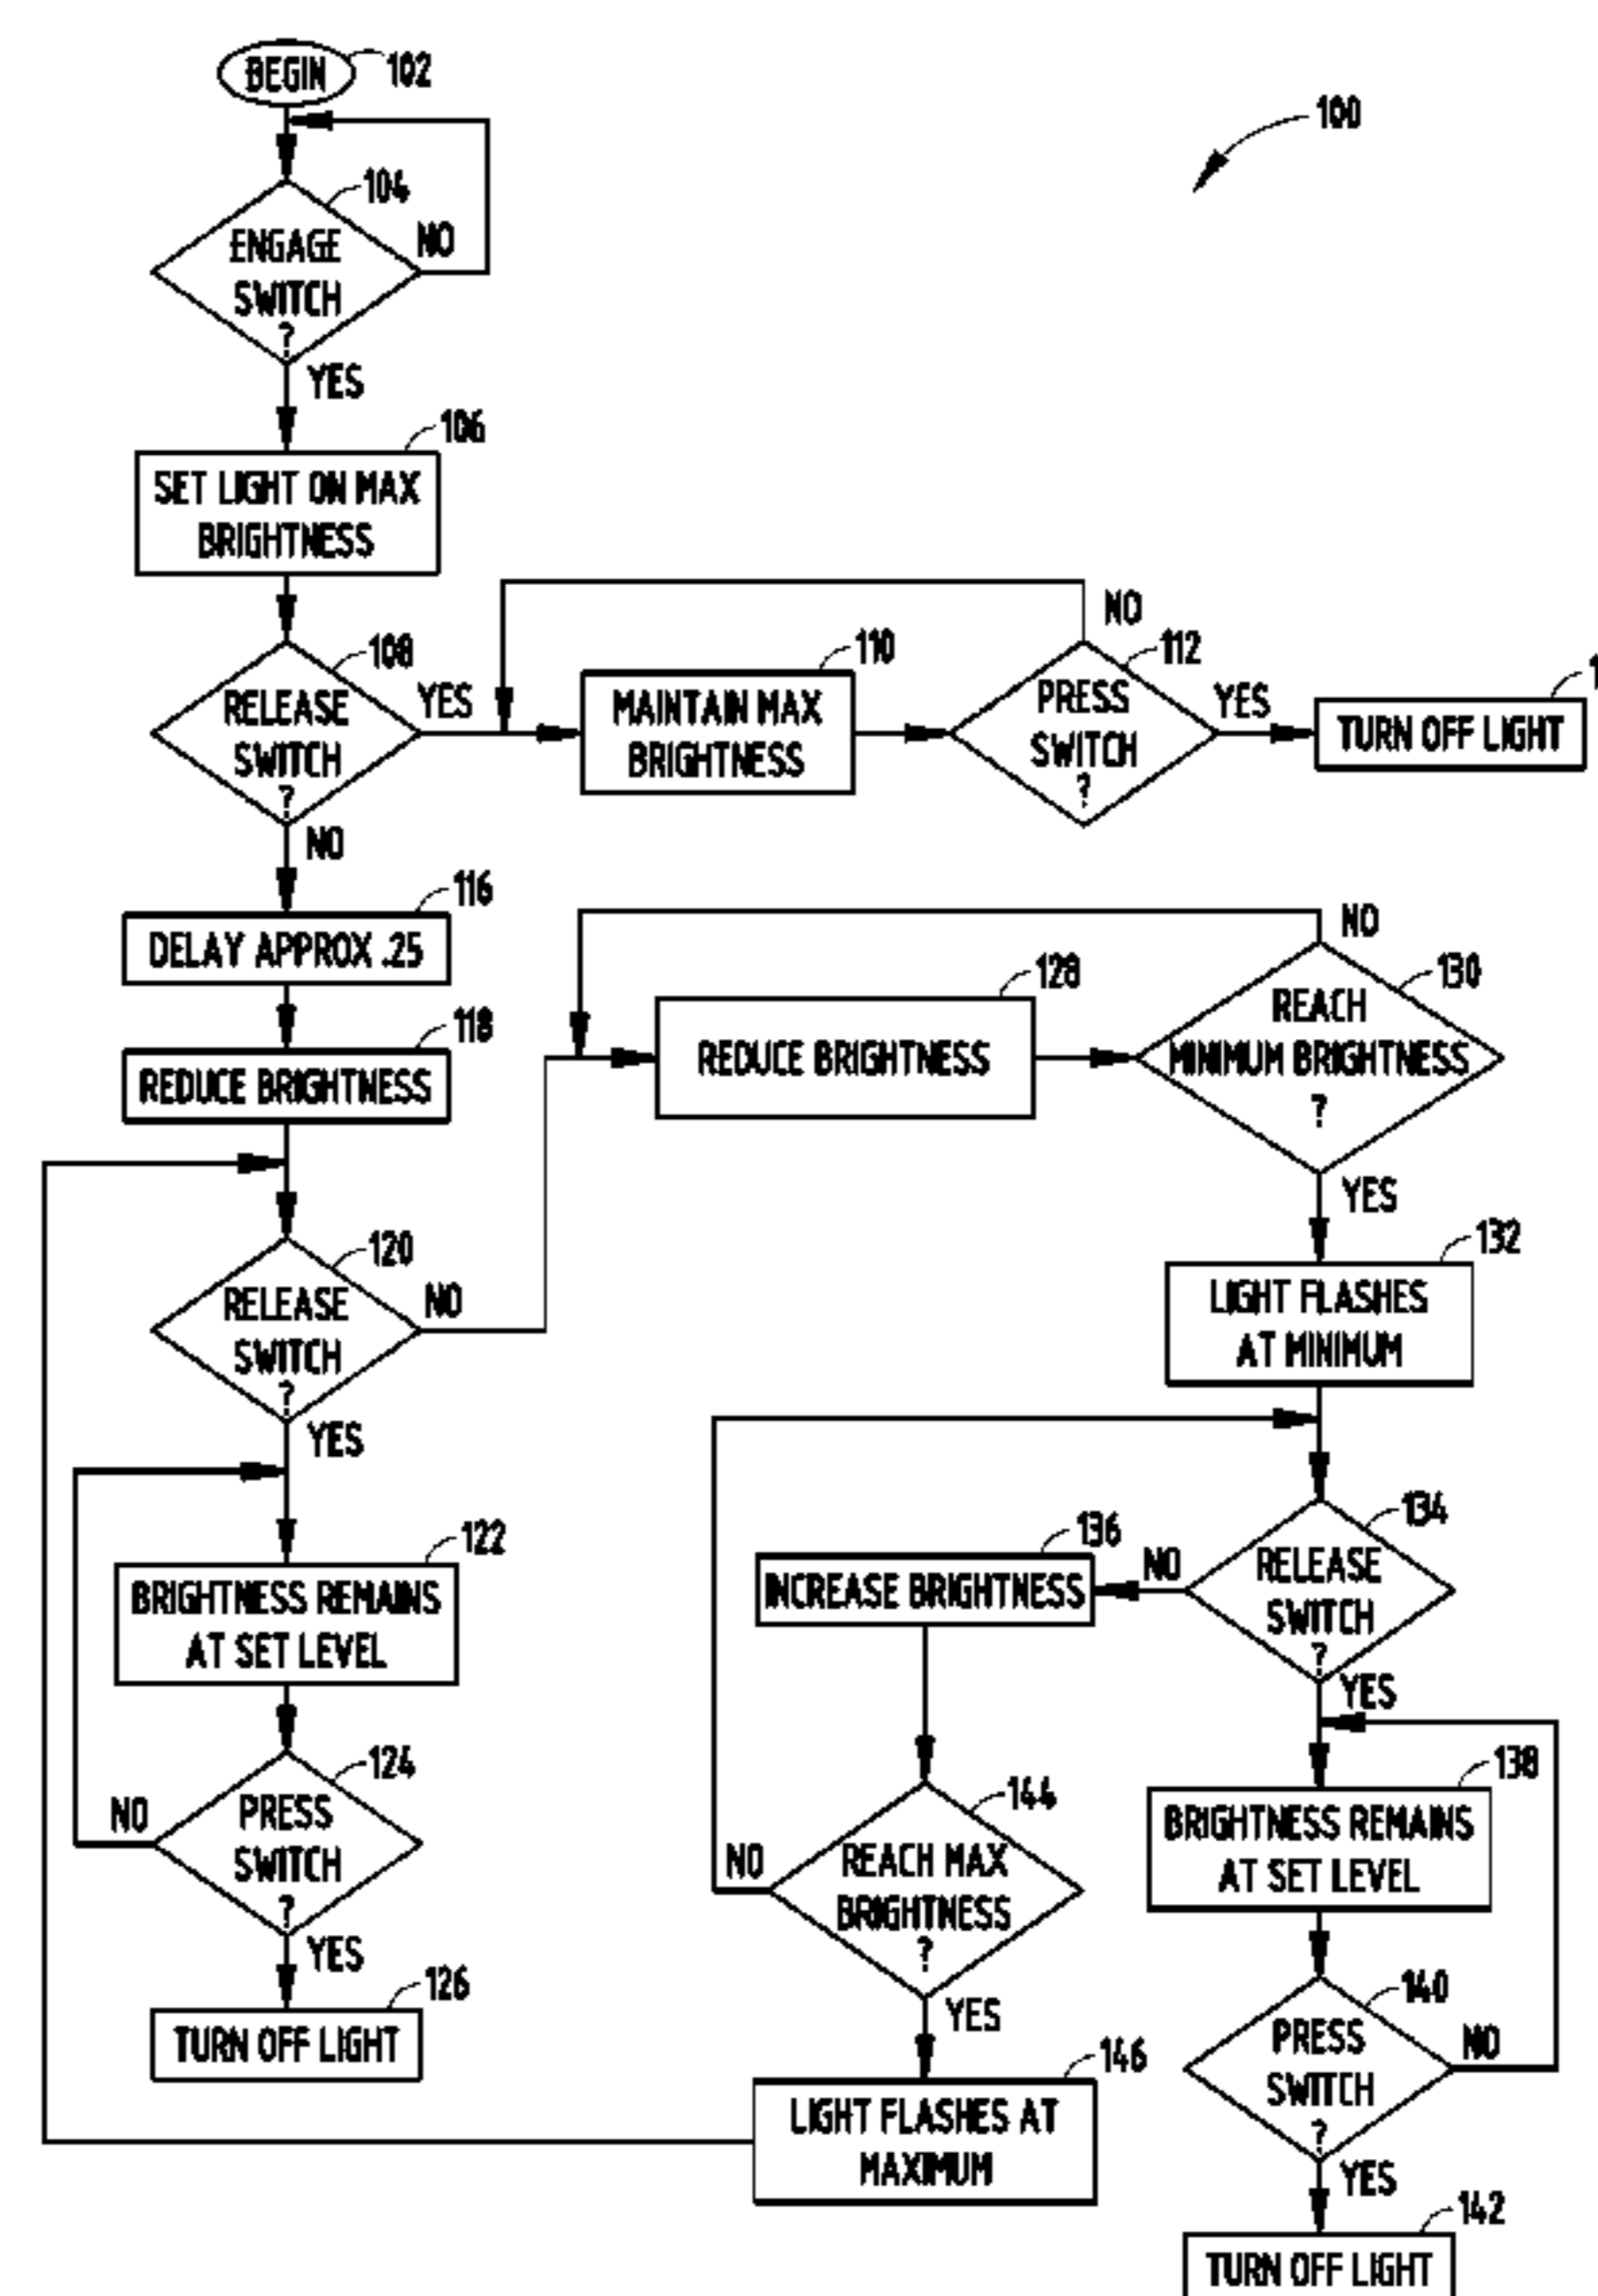 BEGIN
102
100
104
ENGAGE
SWITCH
?
NO
YES
106
SET LIGHT ON MAX
BRIGHTNESS
108
RELEASE
SWITCH
?
YES
NO
110
MAINTAIN MAX
BRIGHTNESS
112
PRESS
SWITCH
?
NO
YES
TURN OFF LIGHT
116
DELAY APPROX .25
118
REDUCE BRIGHTNESS
120
RELEASE
SWITCH
?
NO
YES
122
BRIGHTNESS REMAINS
AT SET LEVEL
124
PRESS
SWITCH
?
NO
YES
126
TURN OFF LIGHT
128
REDUCE BRIGHTNESS
130
REACH
MINIMUM BRIGHTNESS
?
NO
YES
132
LIGHT FLASHES
AT MINIMUM
134
RELEASE
SWITCH
?
NO
YES
136
INCREASE BRIGHTNESS
144
REACH MAX
BRIGHTNESS
?
NO
YES
146
LIGHT FLASHES AT
MAXIMUM
138
BRIGHTNESS REMAINS
AT SET LEVEL
140
PRESS
SWITCH
?
NO
YES
142
TURN OFF LIGHT